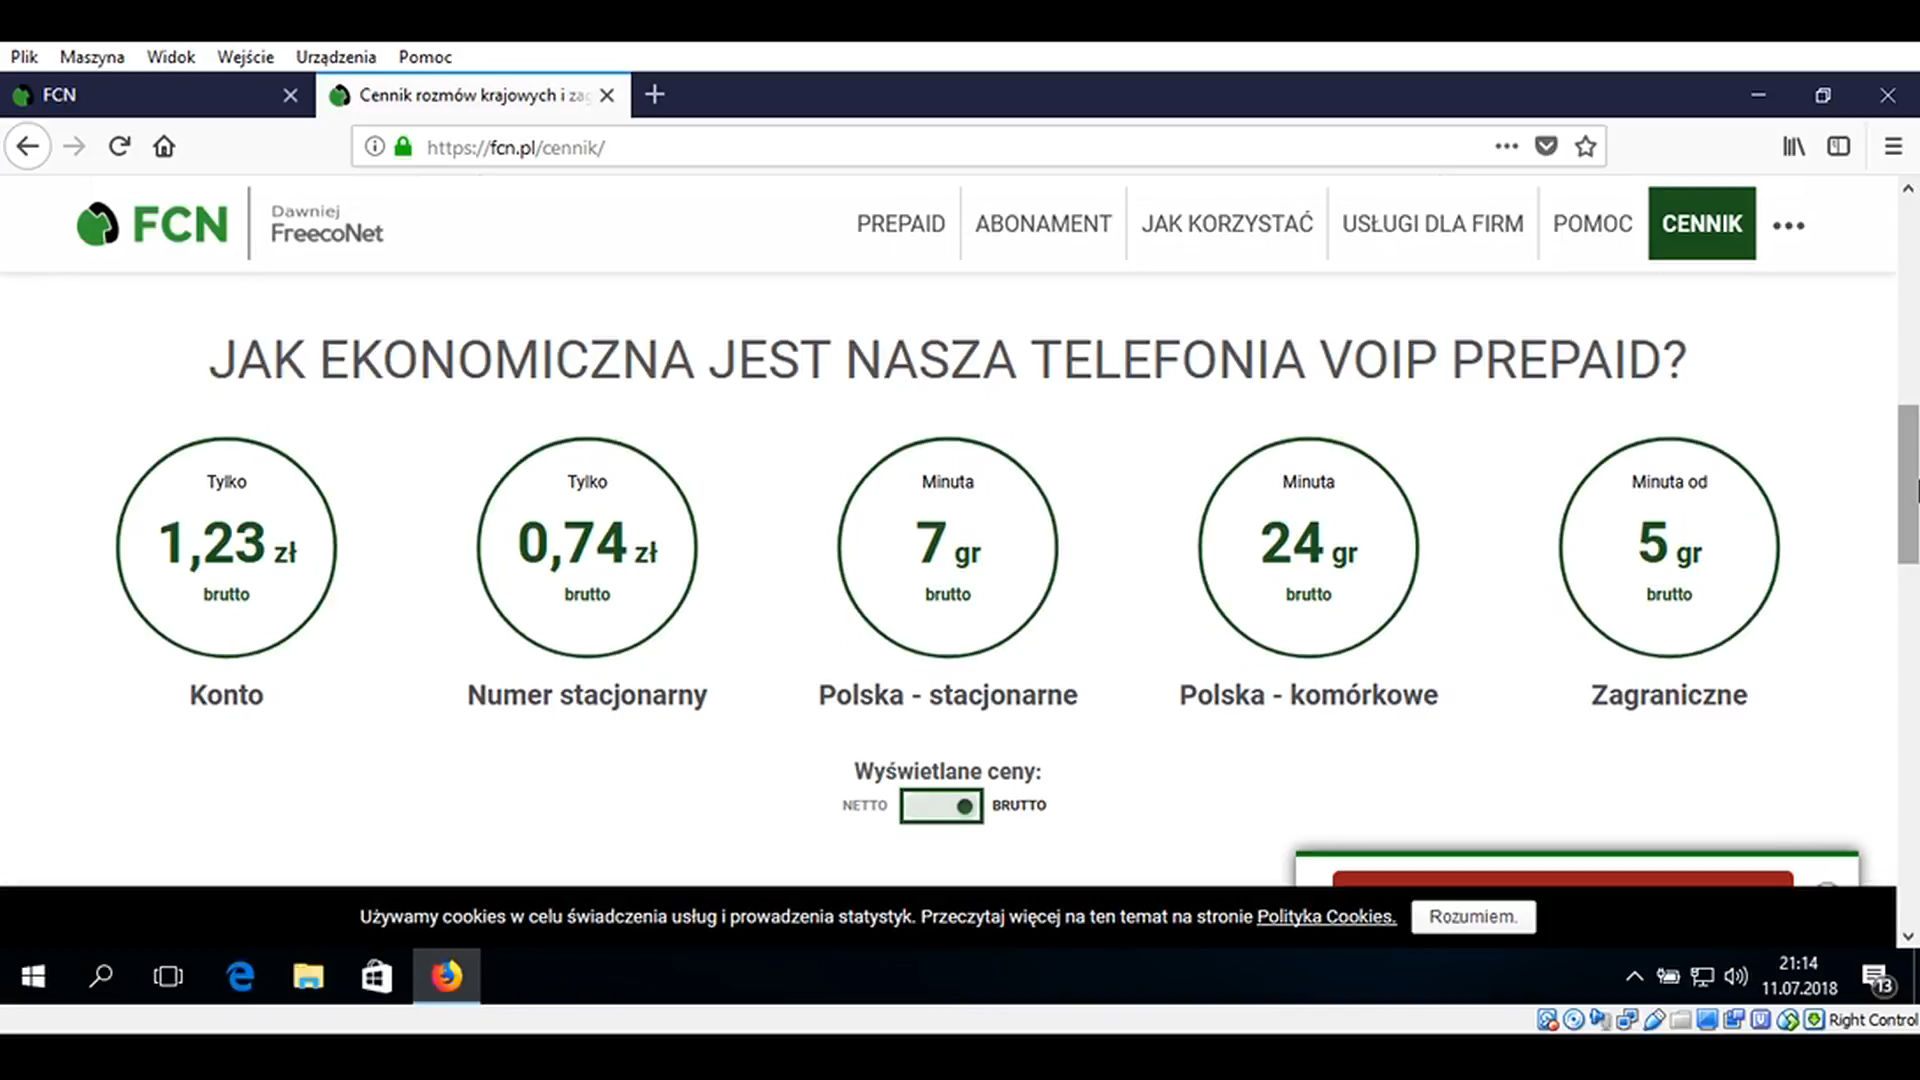 Plik Maszyna Widok Wejście Urządzenia Pomoc
FCN
Cennik rozmów krajowych i zag
https://fcn.pl/cennik/
FCN
Dawniej
FreecoNet
PREPAID
ABONAMENT
JAK KORZYSTAĆ
USŁUGI DLA FIRM
POMOC
CENNIK
JAK EKONOMICZNA JEST NASZA TELEFONIA VOIP PREPAID?
Tylko
1,23 zł
brutto
Konto
Tylko
0,74 zł
brutto
Numer stacjonarny
Minuta
7 gr
brutto
Polska - stacjonarne
Minuta
24 gr
brutto
Polska - komórkowe
Minuta od
5 gr
brutto
Zagraniczne
Wyświetlane ceny:
NETTO BRUTTO
Używamy cookies w celu świadczenia usług i prowadzenia statystyk. Przeczytaj więcej na ten temat na stronie Polityka Cookies. Rozumiem.
21:14
11.07.2018
13
Right Control